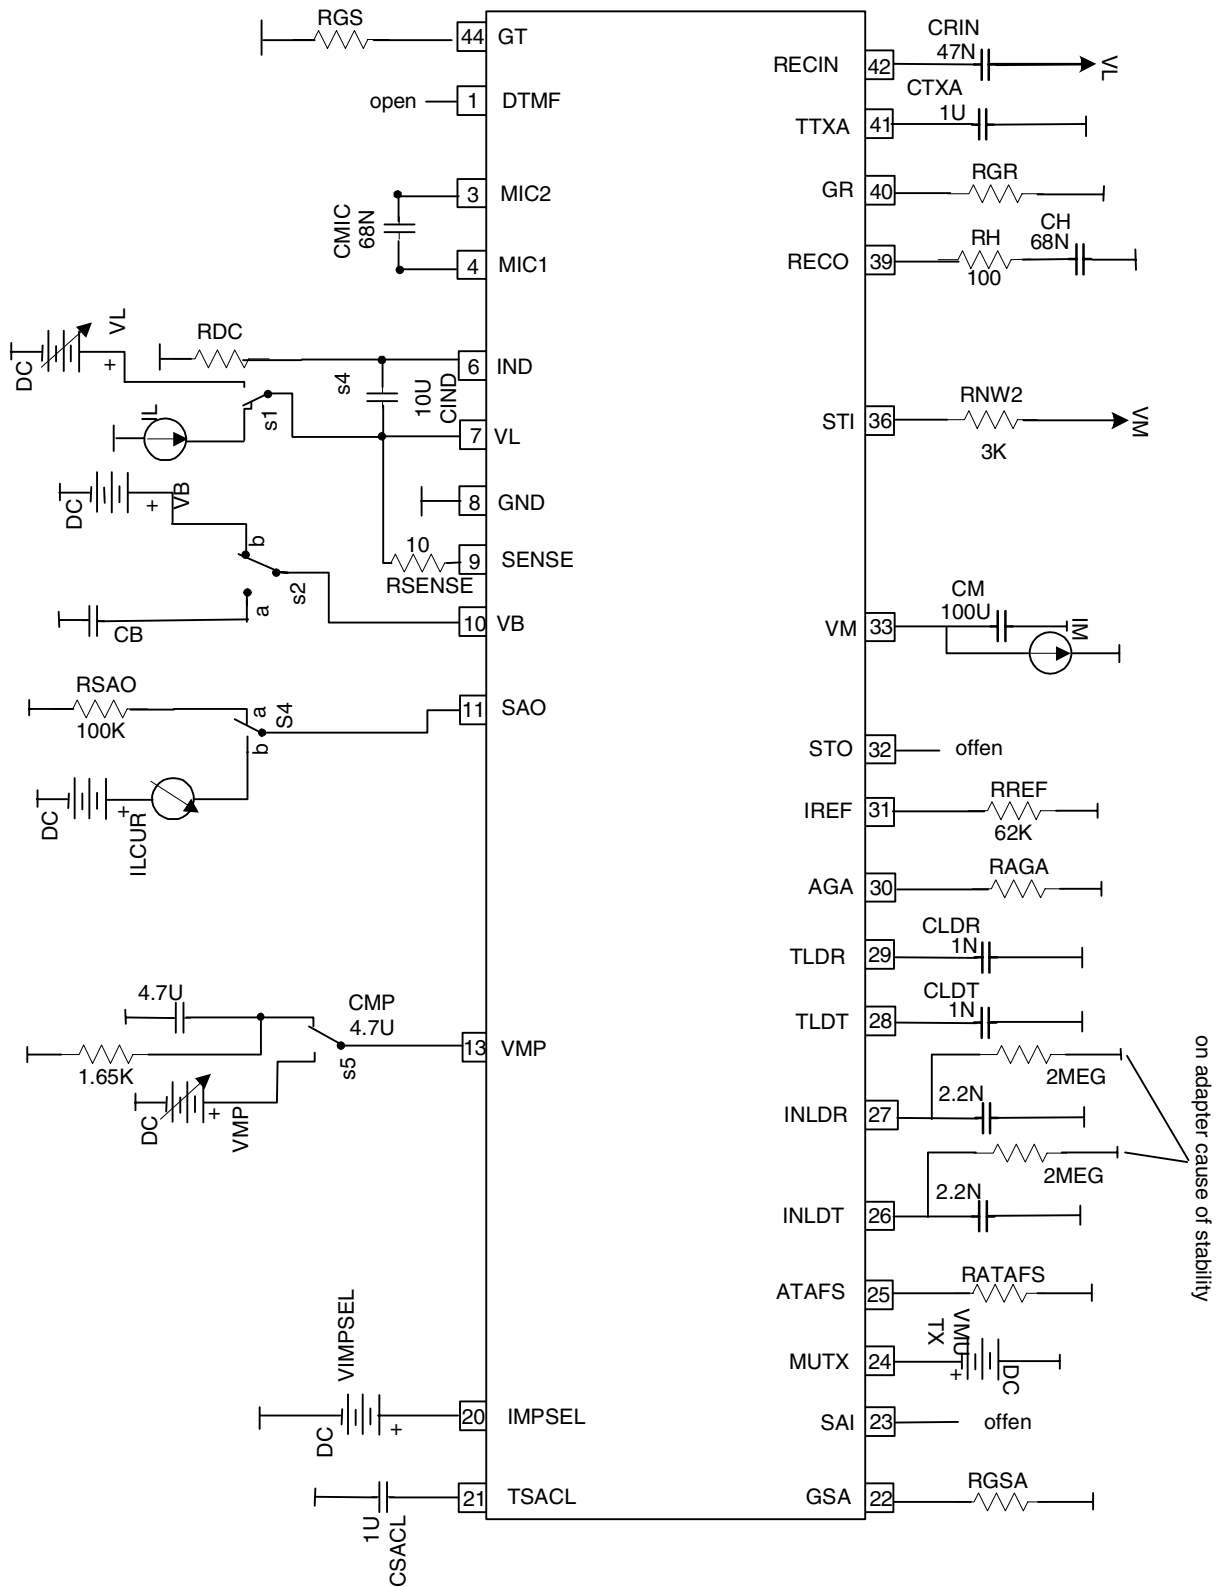 RGS
44 GT
open 1 DTMF
3 MIC2
CMIC
68N
4 MIC1
VL
DC
+
RDC
s4
10U
CIND
6 IND
IL
s1
7 VL
DC
+
VB
8 GND
b
s2
a
10
RSENSE
9 SENSE
CB
10 VB
RSAO
100K
a
S4
b
11 SAO
DC
+
ILCUR
4.7U
CMP
4.7U
1.65K
s5
13 VMP
DC
+
VMP
VIMPSEL
DC
+
20 IMPSEL
1U
CSACL
21 TSACL
CRIN
RECIN 42 47N VL
CTXA
TTXA 41 1U
RGR
GR 40
CH
RH 68N
RECO 39
100
RNW2
STI 36 VM
3K
CM
100U
VM 33 IM
STO 32 offen
RREF
IREF 31
62K
RAGA
AGA 30
CLDR
1N
TLDR 29
CLDT
1N
TLDT 28
2MEG
2.2N
INLDR 27
2MEG
2.2N
INLDT 26
on adapter cause of stability
RATAFS
ATAFS 25
VMU
TX
MUTX 24 + DC
SAI 23 offen
RGSA
GSA 22